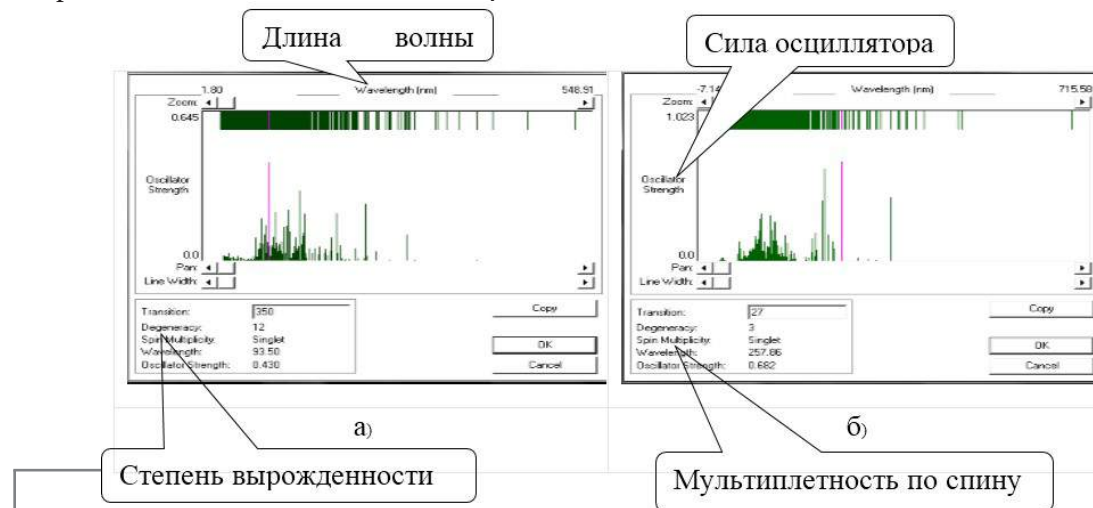 Длина волны
Сила осциллятора
1.80 Wavelength (nm) 548.91
Zoom:
0.645
Oscillator
Strength
0.0
Pan:
Line Width:
Transition: 350
Degeneracy: 12
Spin Multiplicity: Singlet
Wavelength: 93.50
Oscillator Strength: 0.430
Copy
OK
Cancel
-7.14 Wavelength (nm) 715.58
Zoom:
1.023
Oscillator
Strength
0.0
Pan:
Line Width:
Transition: 27
Degeneracy: 3
Spin Multiplicity: Singlet
Wavelength: 257.86
Oscillator Strength: 0.682
Copy
OK
Cancel
а)
б)
Степень вырожденности
Мультиплетность по спину